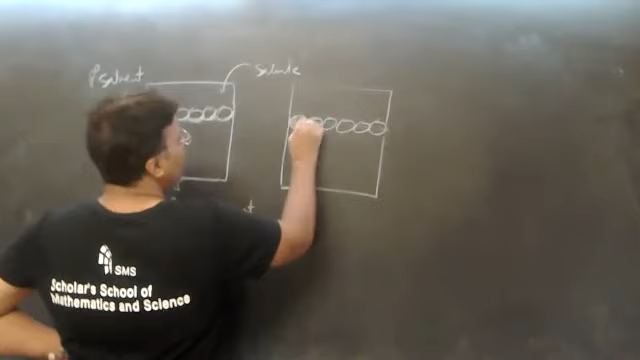 P solvent
Solute
SMS
Scholar's School of
Mathematics and Science